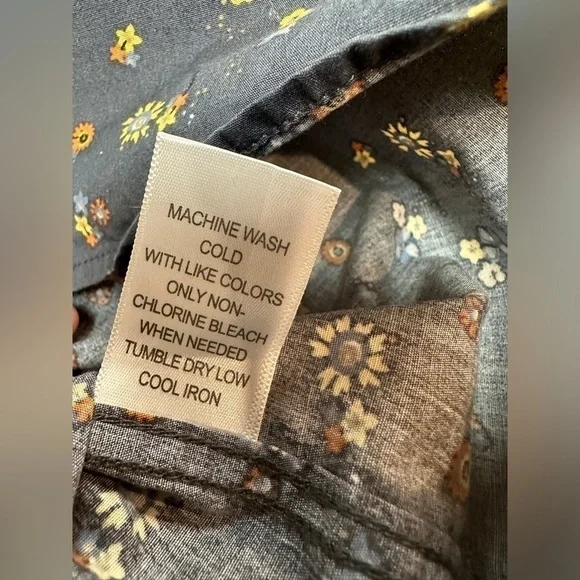 MACHINE WASH
COLD
WITH LIKE COLORS
ONLY NON-
CHLORINE BLEACH
WHEN NEEDED
TUMBLE DRY LOW
COOL IRON